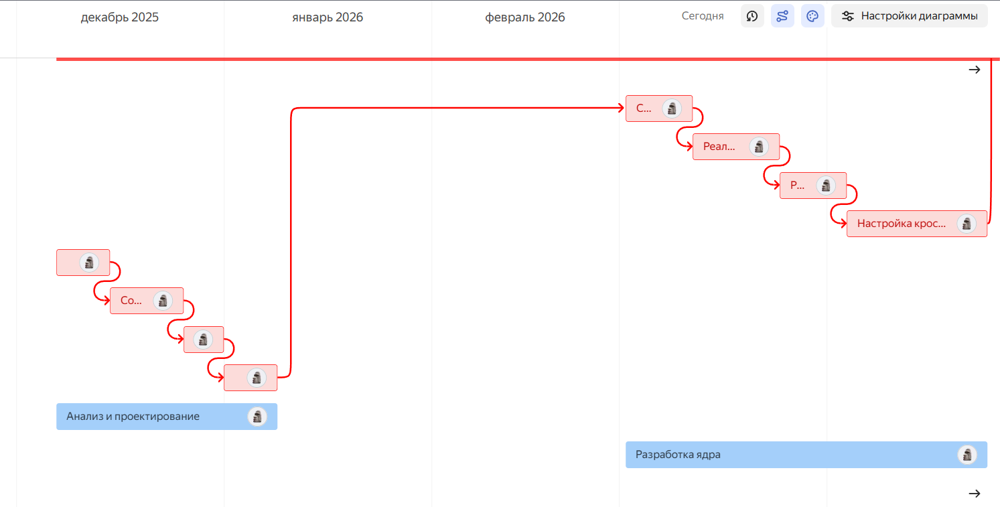 декабрь 2025
январь 2026
февраль 2026
Сегодня
Настройки диаграммы
С...
Реал...
Р...
Настройка крос...
Со...
Анализ и проектирование
Разработка ядра